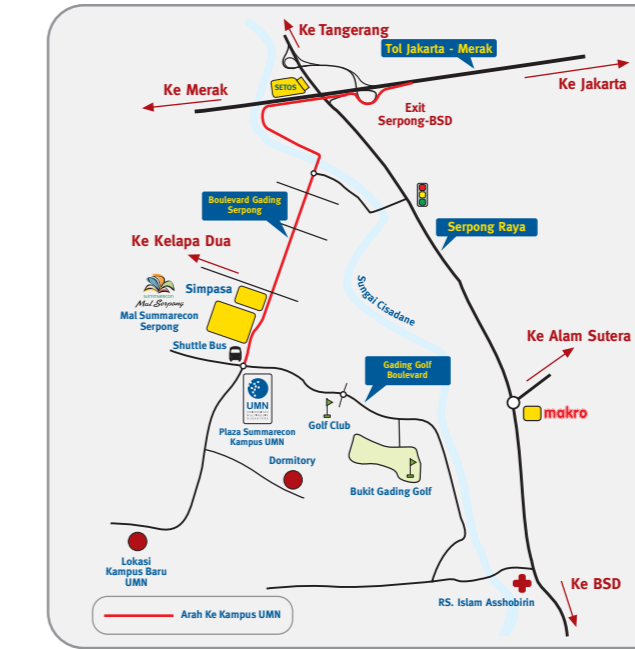 Ke Tangerang
Tol Jakarta - Merak
Ke Merak
SETOS
Ke Jakarta
Exit
Serpong-BSD
Boulevard Gading
Serpong
Serpong Raya
Ke Kelapa Dua
summarecon
Mal Serpong
Simpasa
Mal Summarecon
Serpong
Sungai Cisadane
Shuttle Bus
Ke Alam Sutera
Gading Golf
Boulevard
UMN
makro
Plaza Summarecon
Kampus UMN
Golf Club
Dormitory
Bukit Gading Golf
Lokasi
Kampus Baru
UMN
RS. Islam Asshobirin
Ke BSD
Arah Ke Kampus UMN